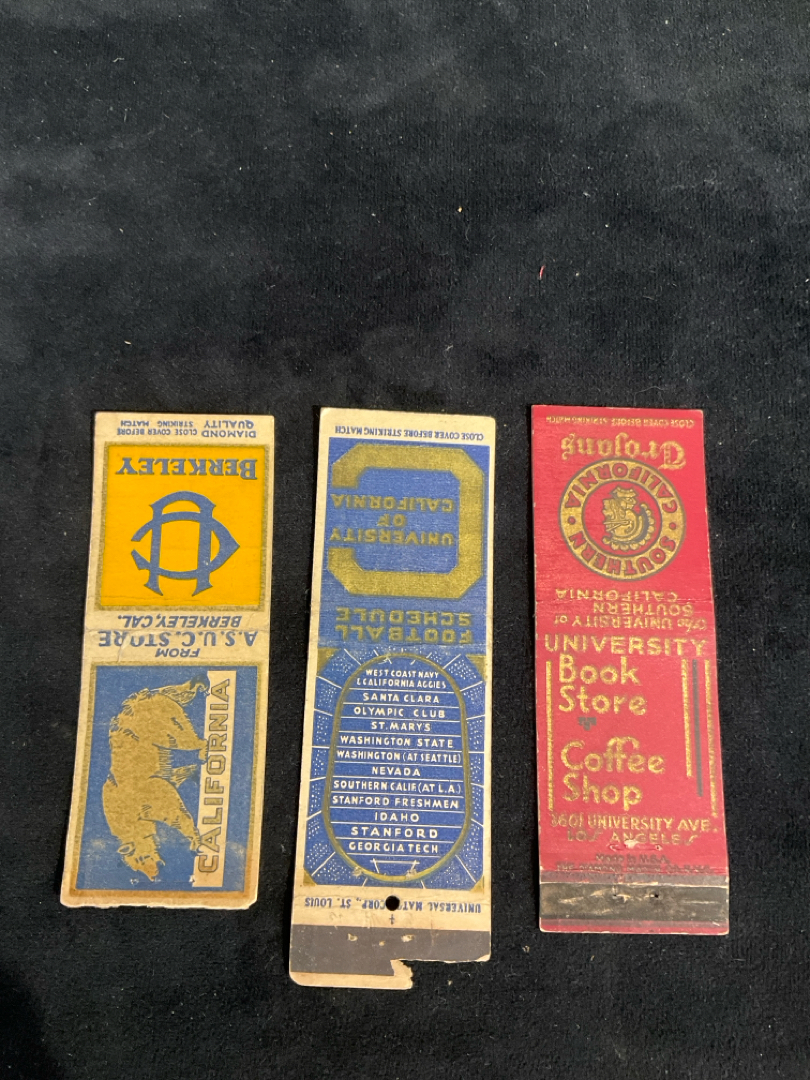 DIAMOND CLOSE COVER BEFORE
QUALITY STRIKING MATCH
BERKELEY
CA
FROM
A.S.U.C. STORE
BERKELEY, CAL.
CALIFORNIA
CLOSE COVER BEFORE STRIKING MATCH
C
UNIVERSITY
OF
CALIFORNIA
FOOTBALL
SCHEDULE
WEST COAST NAVY
& CALIFORNIA AGGIES
SANTA CLARA
OLYMPIC CLUB
ST. MARY'S
WASHINGTON STATE
WASHINGTON (AT SEATTLE)
NEVADA
SOUTHERN CALIF. (AT L.A.)
STANFORD FRESHMEN
IDAHO
STANFORD
GEORGIA TECH
UNIVERSAL MATCH CORP., ST. LOUIS
CLOSE COVER BEFORE STRIKING MATCH
Trojans
SOUTHERN • CALIFORNIA •
The UNIVERSITY of
SOUTHERN
CALIFORNIA
UNIVERSITY
Book
Store
Coffee
Shop
3601 UNIVERSITY AVE.
LOS ANGELES